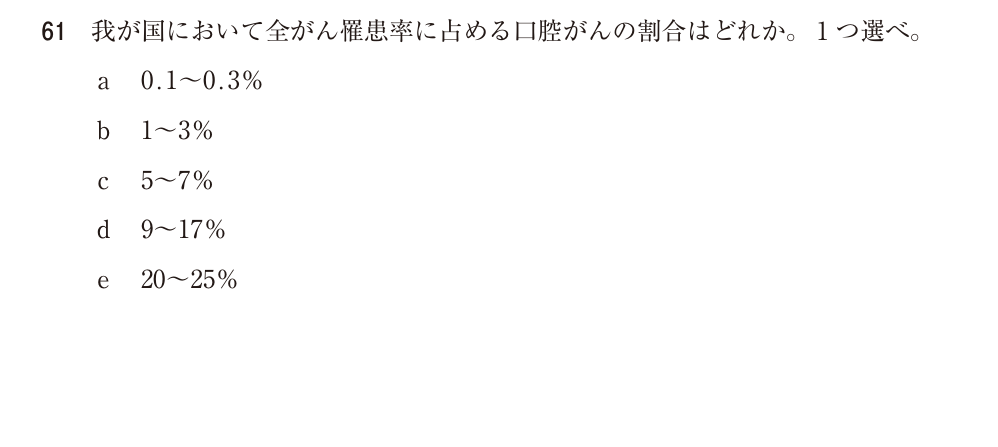 61 我が国において全がん罹患率に占める口腔がんの割合はどれか。1つ選べ。
a 0.1〜0.3%
b 1〜3%
c 5〜7%
d 9〜17%
e 20〜25%